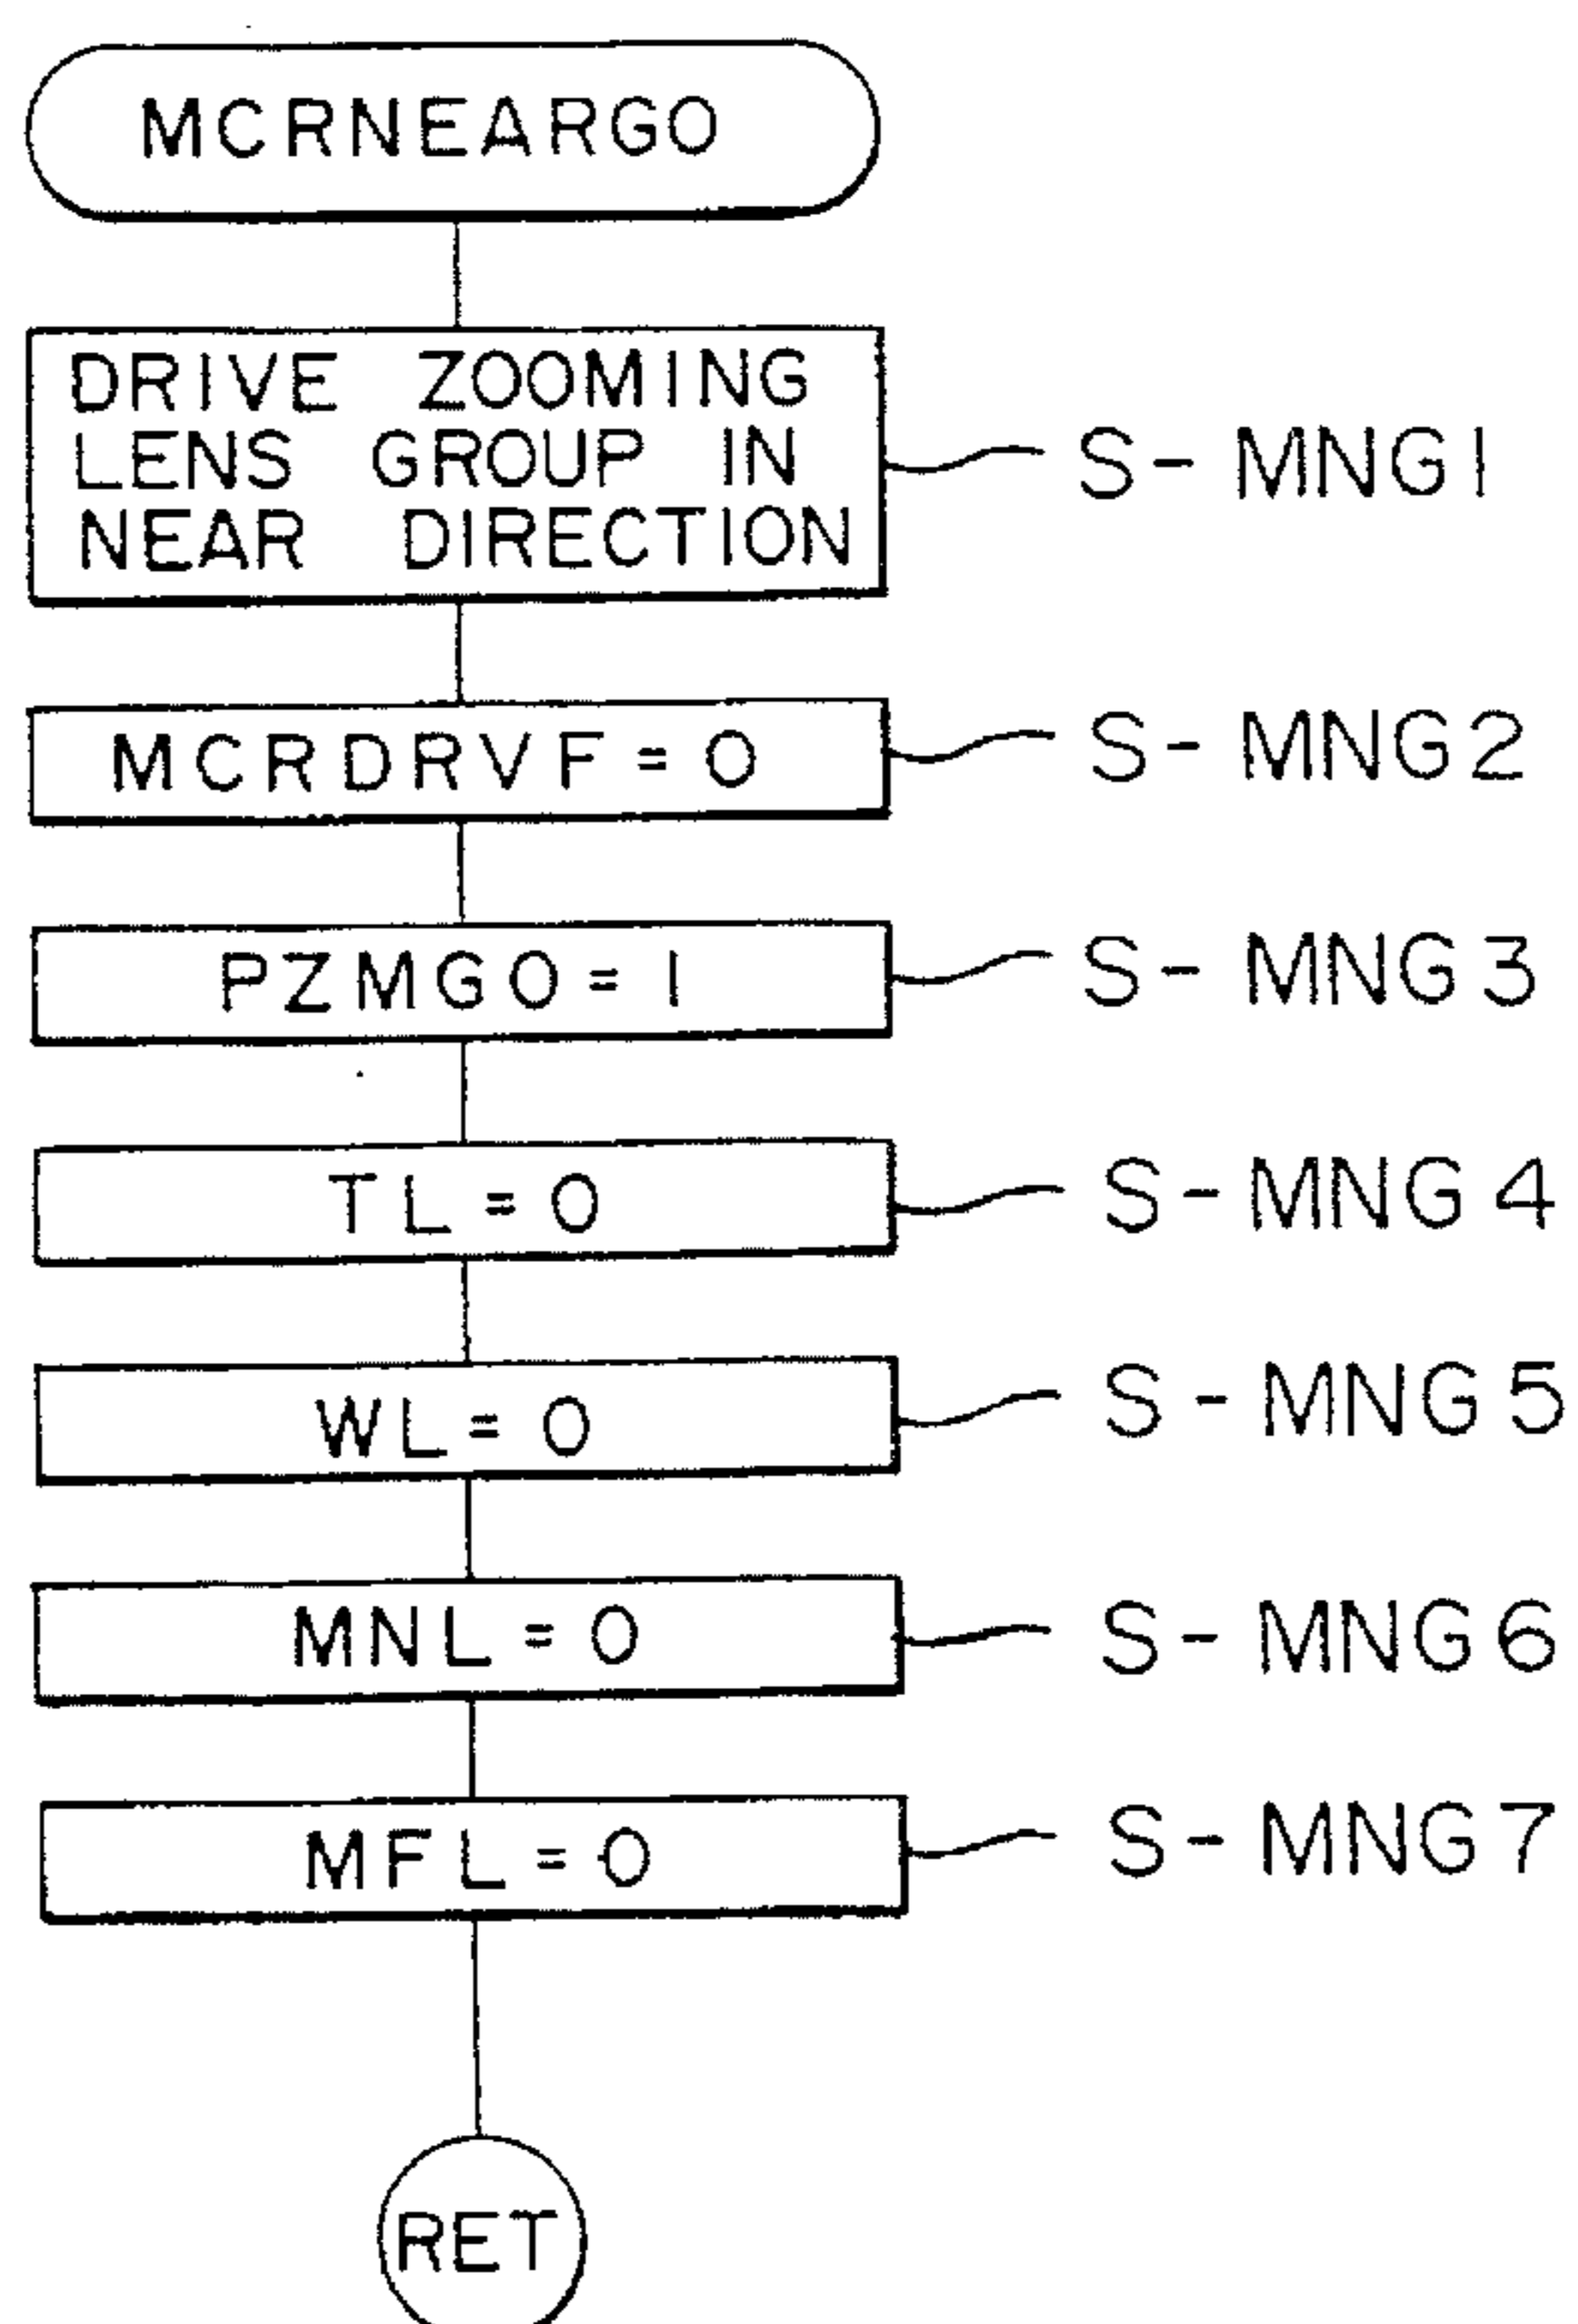 MCRNEARGO
DRIVE ZOOMING
LENS GROUP IN
NEAR DIRECTION
S-MNG1
MCRDRVF=0
S-MNG2
PZMGO=1
S-MNG3
TL=0
S-MNG4
WL=0
S-MNG5
MNL=0
S-MNG6
MFL=0
S-MNG7
RET